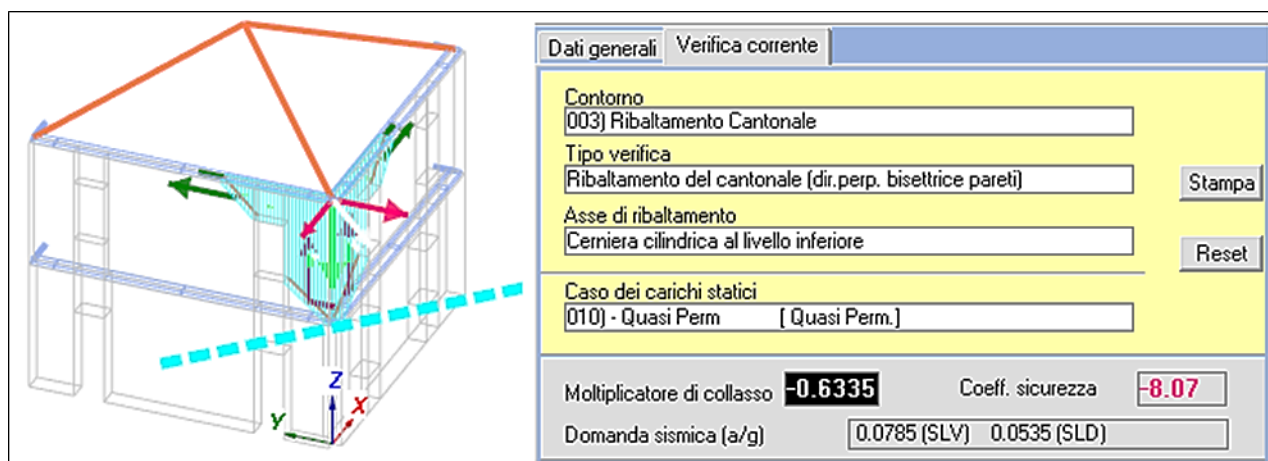 Dati generali
Verifica corrente
Contorno
003) Ribaltamento Cantonale
Tipo verifica
Ribaltamento del cantonale (dir.perp. bisettrice pareti)
Stampa
Asse di ribaltamento
Cerniera cilindrica al livello inferiore
Reset
Caso dei carichi statici
010) - Quasi Perm [ Quasi Perm.]
Moltiplicatore di collasso -0.6335 Coeff. sicurezza -8.07
Domanda sismica (a/g) 0.0785 (SLV) 0.0535 (SLD)
Z
X
Y